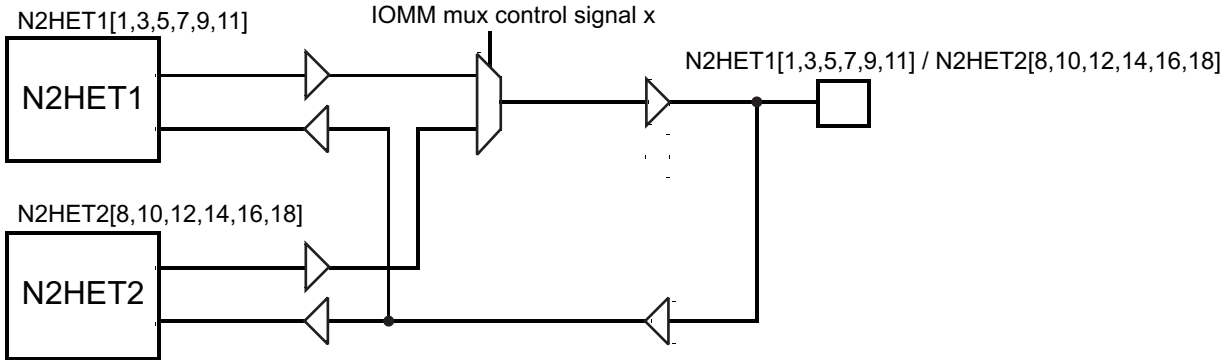 IOMM mux control signal x
N2HET1[1,3,5,7,9,11]
N2HET1[1,3,5,7,9,11] / N2HET2[8,10,12,14,16,18]
N2HET1
N2HET2[8,10,12,14,16,18]
N2HET2